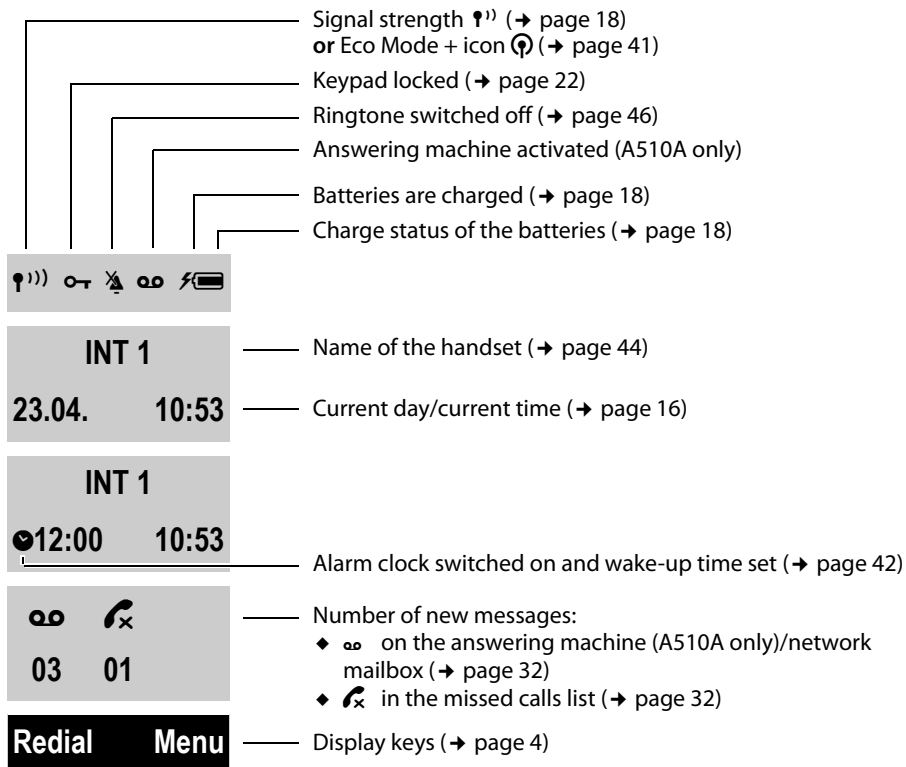 Signal strength (➔ page 18)
or Eco Mode + icon (➔ page 41)
Keypad locked (➔ page 22)
Ringtone switched off (➔ page 46)
Answering machine activated (A510A only)
Batteries are charged (➔ page 18)
Charge status of the batteries (➔ page 18)
INT 1
Name of the handset (➔ page 44)
23.04. 10:53
Current day/current time (➔ page 16)
INT 1
12:00 10:53
Alarm clock switched on and wake-up time set (➔ page 42)
Number of new messages:
◆ on the answering machine (A510A only)/network
mailbox (➔ page 32)
03 01
◆ in the missed calls list (➔ page 32)
Redial Menu
Display keys (➔ page 4)